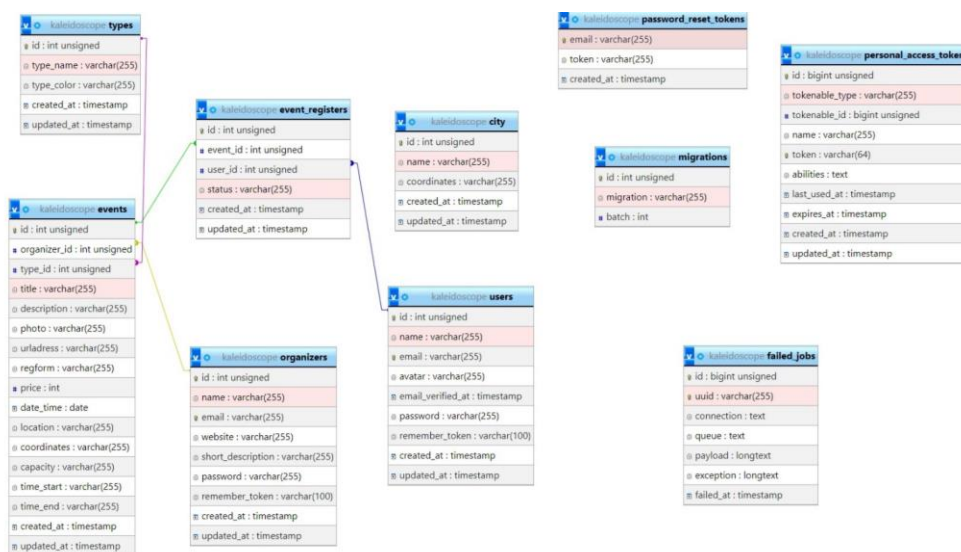 kaleidoscope types
id : int unsigned
type_name : varchar(255)
type_color : varchar(255)
created_at : timestamp
updated_at : timestamp
kaleidoscope events
id : int unsigned
organizer_id : int unsigned
type_id : int unsigned
title : varchar(255)
description : varchar(255)
photo : varchar(255)
urladress : varchar(255)
regform : varchar(255)
price : int
date_time : date
location : varchar(255)
coordinates : varchar(255)
capacity : varchar(255)
time_start : varchar(255)
time_end : varchar(255)
created_at : timestamp
updated_at : timestamp
kaleidoscope event_registers
id : int unsigned
event_id : int unsigned
user_id : int unsigned
status : varchar(255)
created_at : timestamp
updated_at : timestamp
kaleidoscope organizers
id : int unsigned
name : varchar(255)
email : varchar(255)
website : varchar(255)
short_description : varchar(255)
password : varchar(255)
remember_token : varchar(100)
created_at : timestamp
updated_at : timestamp
kaleidoscope city
id : int unsigned
name : varchar(255)
coordinates : varchar(255)
created_at : timestamp
updated_at : timestamp
kaleidoscope users
id : int unsigned
name : varchar(255)
email : varchar(255)
avatar : varchar(255)
email_verified_at : timestamp
password : varchar(255)
remember_token : varchar(100)
created_at : timestamp
updated_at : timestamp
kaleidoscope password_reset_tokens
email : varchar(255)
token : varchar(255)
created_at : timestamp
kaleidoscope migrations
id : int unsigned
migration : varchar(255)
batch : int
kaleidoscope failed_jobs
id : bigint unsigned
uuid : varchar(255)
connection : text
queue : text
payload : longtext
exception : longtext
failed_at : timestamp
kaleidoscope personal_access_token
id : bigint unsigned
tokenable_type : varchar(255)
tokenable_id : bigint unsigned
name : varchar(255)
token : varchar(64)
abilities : text
last_used_at : timestamp
expires_at : timestamp
created_at : timestamp
updated_at : timestamp